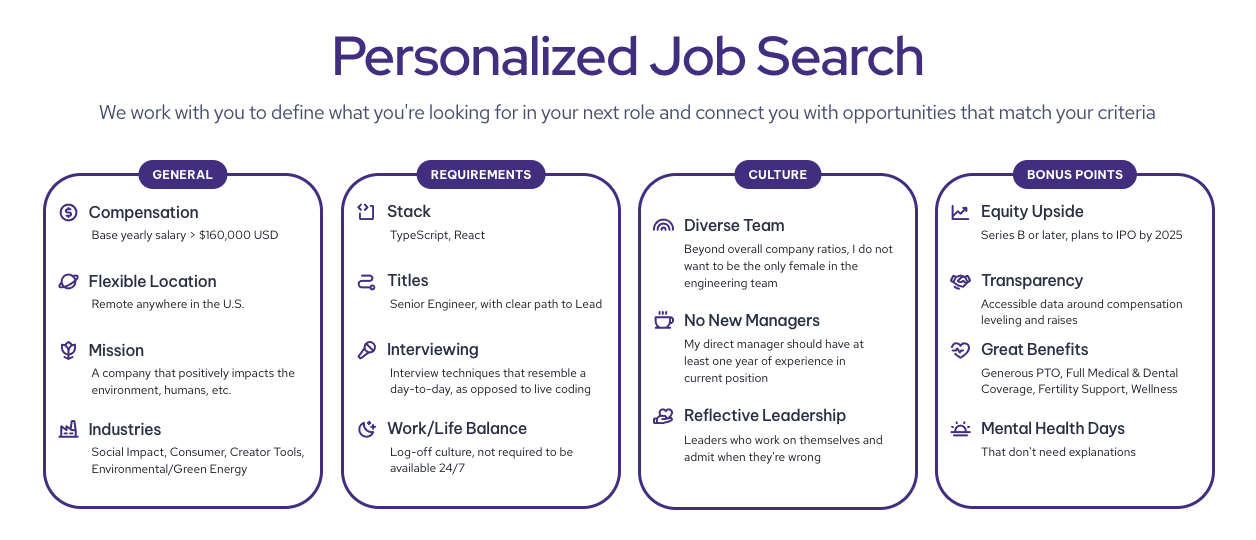 Personalized Job Search
We work with you to define what you're looking for in your next role and connect you with opportunities that match your criteria
GENERAL
Compensation
Base yearly salary > $160,000 USD
Flexible Location
Remote anywhere in the U.S.
Mission
A company that positively impacts the
environment, humans, etc.
Industries
Social Impact, Consumer, Creator Tools,
Environmental/Green Energy
REQUIREMENTS
Stack
TypeScript, React
Titles
Senior Engineer, with clear path to Lead
Interviewing
Interview techniques that resemble a
day-to-day, as opposed to live coding
Work/Life Balance
Log-off culture, not required to be
available 24/7
CULTURE
Diverse Team
Beyond overall company ratios, I do not
want to be the only female in the
engineering team
No New Managers
My direct manager should have at
least one year of experience in
current position
Reflective Leadership
Leaders who work on themselves and
admit when they're wrong
BONUS POINTS
Equity Upside
Series B or later, plans to IPO by 2025
Transparency
Accessible data around compensation
leveling and raises
Great Benefits
Generous PTO, Full Medical & Dental
Coverage, Fertility Support, Wellness
Mental Health Days
That don't need explanations